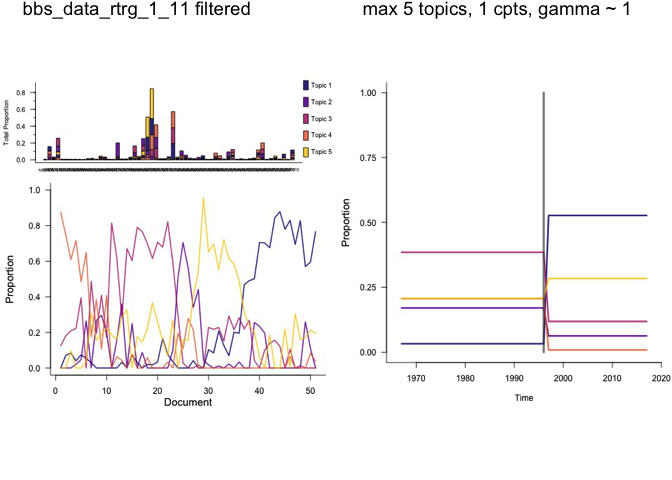 bbs_data_rtrg_1_11 filtered
max 5 topics, 1 cpts, gamma ~ 1
Total Proportion
0.8
0.6
0.4
0.2
0.0
Topic 1
Topic 2
Topic 3
Topic 4
Topic 5
Proportion
1.0
0.8
0.6
0.4
0.2
0.0
0 10 20 30 40 50
Document
Proportion
1.00
0.75
0.50
0.25
0.00
1970 1980 1990 2000 2010 2020
Time